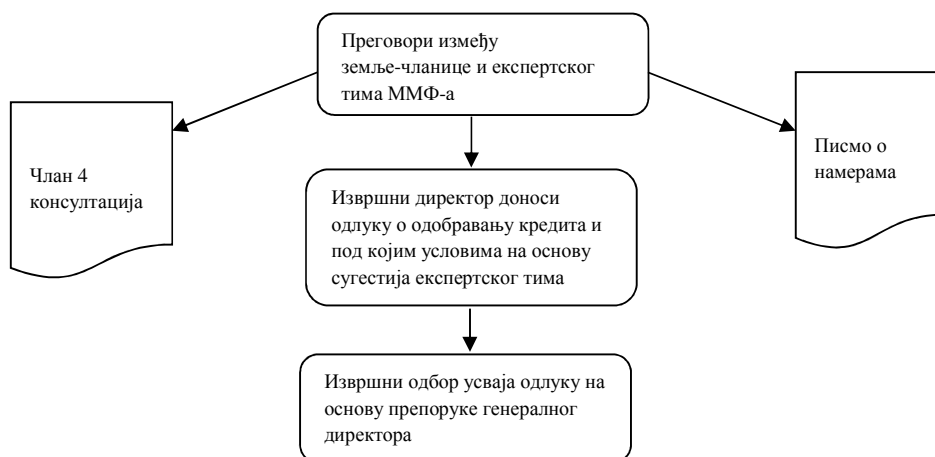 Преговори између
земље-чланице и експертског
тима ММФ-а
Члан 4
консултација
Писмо о
намерама
Извршни директор доноси
одлуку о одобравању кредита и
под којим условима на основу
сугестија експертског тима
Извршни одбор усваја одлуку на
основу препоруке генералног
директора